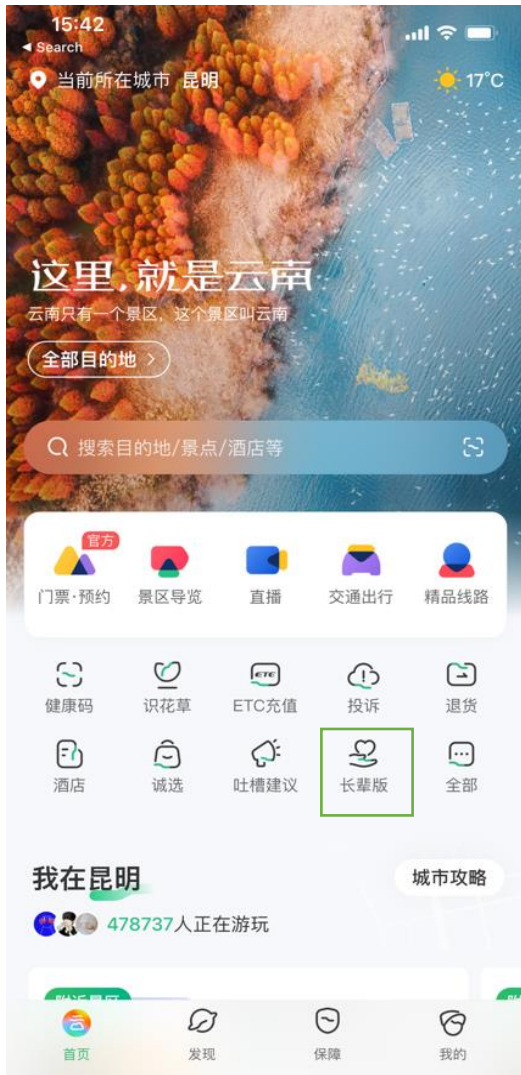 15:42
Search
当前所在城市 昆明
17°C
这里,就是云南
云南只有一个景区，这个景区叫云南
全部目的地
搜索目的地/景点/酒店等
官方
门票·预约 景区导览 直播 交通出行 精品线路
健康码 识花草 ETC充值 投诉 退货
酒店 诚选 吐槽建议 长辈版 全部
我在昆明 城市攻略
478737人正在游玩
附近景区
首页 发现 保障 我的